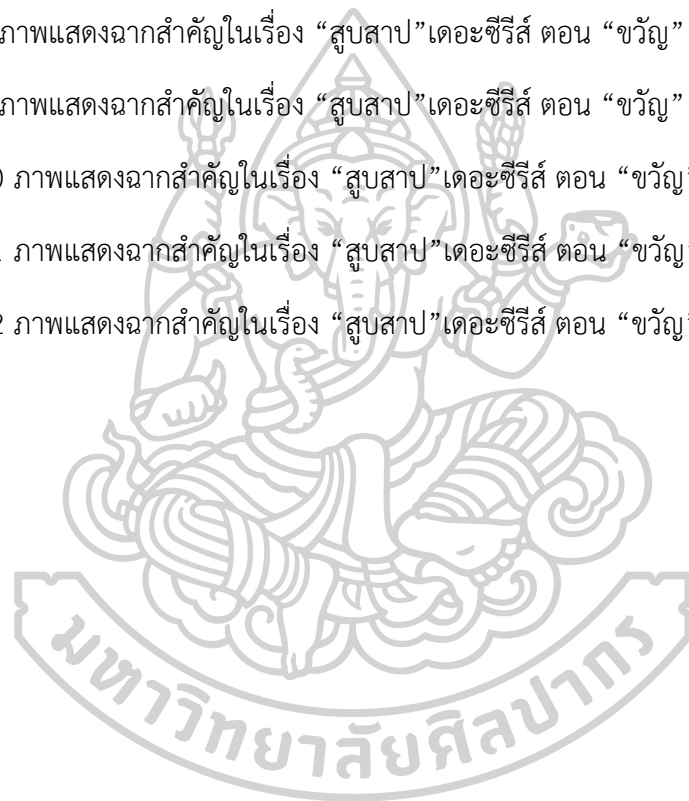 ภาพแสดงฉากสำคัญในเรื่อง “สูบสาป”เดอะซีรีส์ ตอน “ขวัญ”
ภาพแสดงฉากสำคัญในเรื่อง “สูบสาป”เดอะซีรีส์ ตอน “ขวัญ”
0 ภาพแสดงฉากสำคัญในเรื่อง “สูบสาป”เดอะซีรีส์ ตอน “ขวัญ”
1 ภาพแสดงฉากสำคัญในเรื่อง “สูบสาป”เดอะซีรีส์ ตอน “ขวัญ”
2 ภาพแสดงฉากสำคัญในเรื่อง “สูบสาป”เดอะซีรีส์ ตอน “ขวัญ”
มหาวิทยาลัยศิลปากร